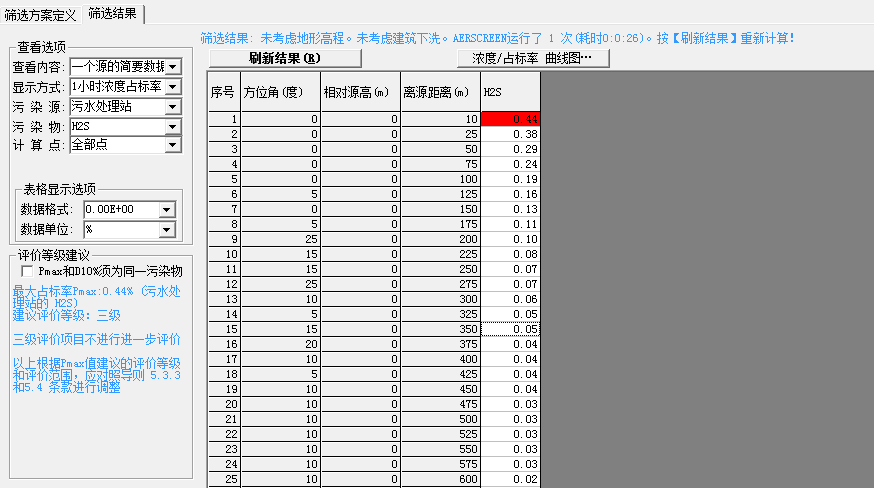 筛选方案定义 筛选结果
筛选结果: 未考虑地形高程。未考虑建筑下洗。AERSCREEN运行了 1 次(耗时0:0:26)。按【刷新结果】重新计算!
刷新结果(R) 浓度/占标率 曲线图…
查看选项
查看内容: 一个源的简要数据
显示方式: 1小时浓度占标率
污 染 源: 污水处理站
污 染 物: H2S
计 算 点: 全部点
表格显示选项
数据格式: 0.00E+00
数据单位: %
评价等级建议
Pmax和D10%须为同一污染物
最大占标率Pmax:0.44% (污水处
理站的 H2S)
建议评价等级: 三级
三级评价项目不进行进一步评价
以上根据Pmax值建议的评价等级
和评价范围，应对照导则 5.3.3
和5.4 条款进行调整
序号 方位角(度) 相对源高(m) 离源距离(m) H2S
1 0 0 10 0.44
2 0 0 25 0.38
3 0 0 50 0.29
4 0 0 75 0.24
5 0 0 100 0.19
6 5 0 125 0.16
7 0 0 150 0.13
8 5 0 175 0.11
9 25 0 200 0.10
10 15 0 225 0.08
11 15 0 250 0.07
12 25 0 275 0.07
13 10 0 300 0.06
14 5 0 325 0.05
15 15 0 350 0.05
16 20 0 375 0.04
17 10 0 400 0.04
18 5 0 425 0.04
19 10 0 450 0.04
20 10 0 475 0.03
21 10 0 500 0.03
22 10 0 525 0.03
23 10 0 550 0.03
24 10 0 575 0.03
25 10 0 600 0.02